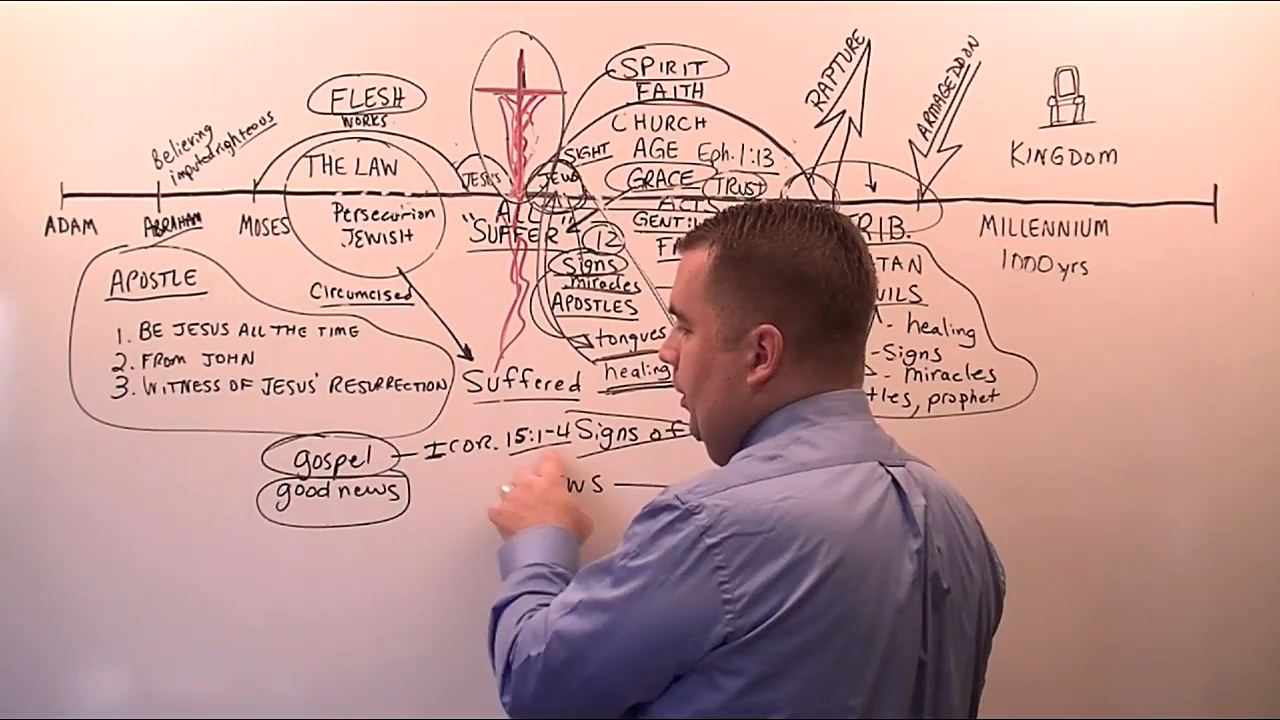 FLESH
WORKS
THE LAW
Believing
imputed righteous
SPIRIT
FAITH
CHURCH
AGE Eph. 1:13
SIGHT
GRACE TRUST
ACTS
RAPTURE
ARMAGEDDON
KINGDOM
JESUS
JEWS
ADAM
ABRAHAM
MOSES
Persecution
JEWISH
Circumcised
ALL
"SUFFER"
12
Signs
miracles
APOSTLES
tongues
healing
MILLENNIUM
1000 yrs
- healing
- Signs
- miracles
prophet
APOSTLE
1. BE JESUS ALL THE TIME
2. FROM JOHN
3. WITNESS OF JESUS' RESURRECTION
Suffered
gospel — I COR. 15:1-4 Signs of
good news